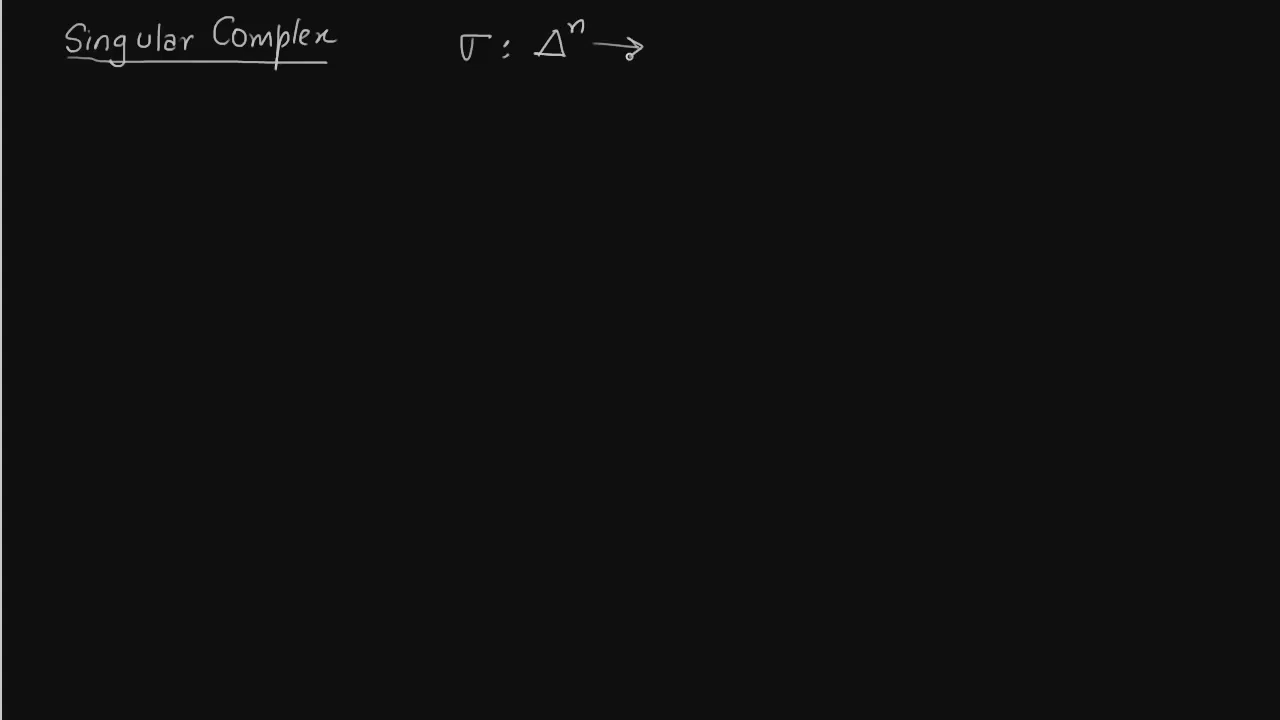 Singular Complex σ : Δⁿ →